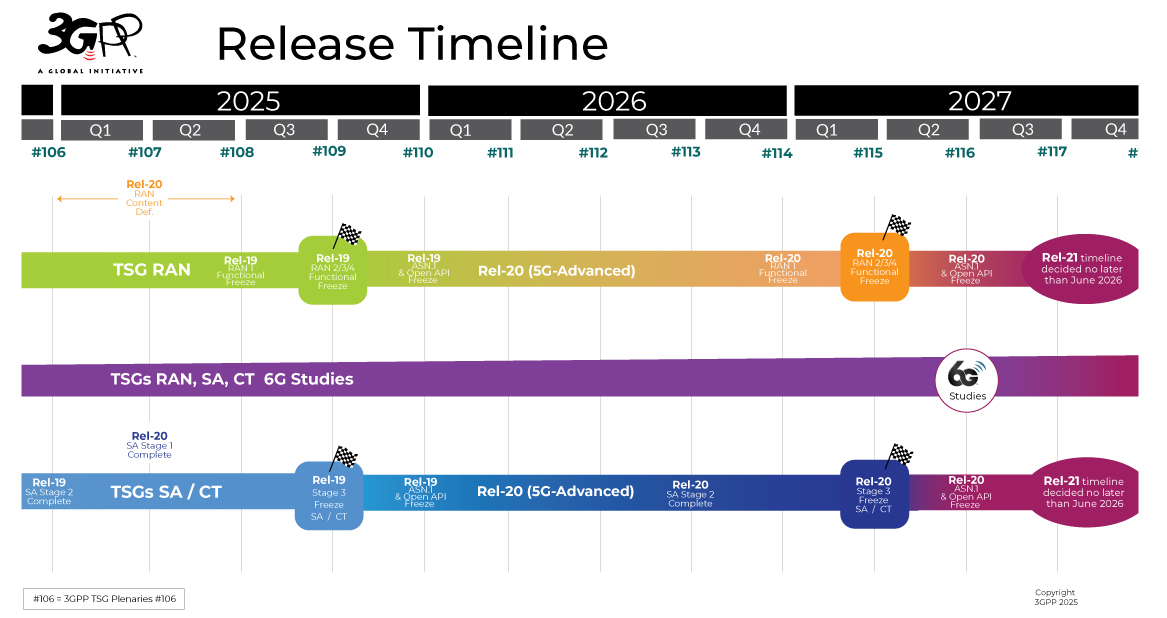 3GPP
A GLOBAL INITIATIVE
Release Timeline
2025 2026 2027
Q1 Q2 Q3 Q4 Q1 Q2 Q3 Q4 Q1 Q2 Q3 Q4
#106 #107 #108 #109 #110 #111 #112 #113 #114 #115 #116 #117 #
Rel-20
RAN
Content
Def.
TSG RAN
Rel-19
RAN 1
Functional
Freeze
Rel-19
RAN 2/3/4
Functional
Freeze
Rel-19
ASN.1
& Open API
Freeze
Rel-20 (5G-Advanced)
Rel-20
RAN 1
Functional
Freeze
Rel-20
RAN 2/3/4
Functional
Freeze
Rel-20
ASN.1
& Open API
Freeze
Rel-21 timeline
decided no later
than June 2026
TSGs RAN, SA, CT 6G Studies
6G
Studies
Rel-20
SA Stage 1
Complete
Rel-19
SA Stage 2
Complete
TSGs SA / CT
Rel-19
Stage 3
Freeze
SA / CT
Rel-19
ASN.1
& Open API
Freeze
Rel-20 (5G-Advanced)
Rel-20
SA Stage 2
Complete
Rel-20
Stage 3
Freeze
SA / CT
Rel-20
ASN.1
& Open API
Freeze
Rel-21 timeline
decided no later
than June 2026
#106 = 3GPP TSG Plenaries #106
Copyright
3GPP 2025